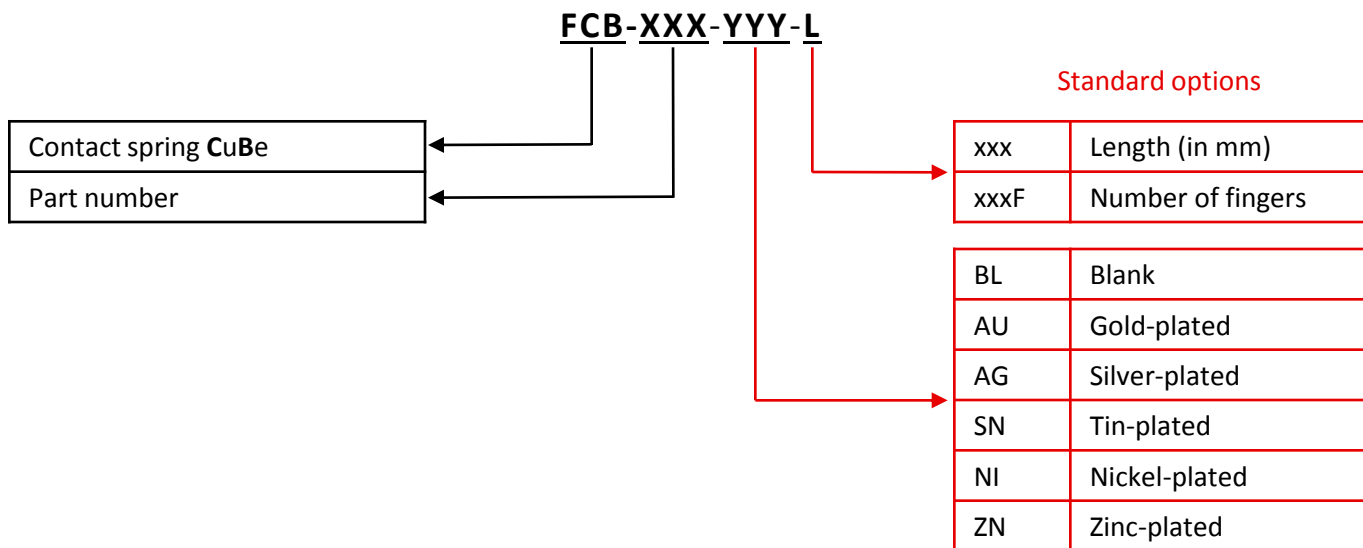 FCB-XXX-YYY-L
Standard options
Contact spring CuBe
Part number
xxx Length (in mm)
xxxF Number of fingers
BL Blank
AU Gold-plated
AG Silver-plated
SN Tin-plated
NI Nickel-plated
ZN Zinc-plated